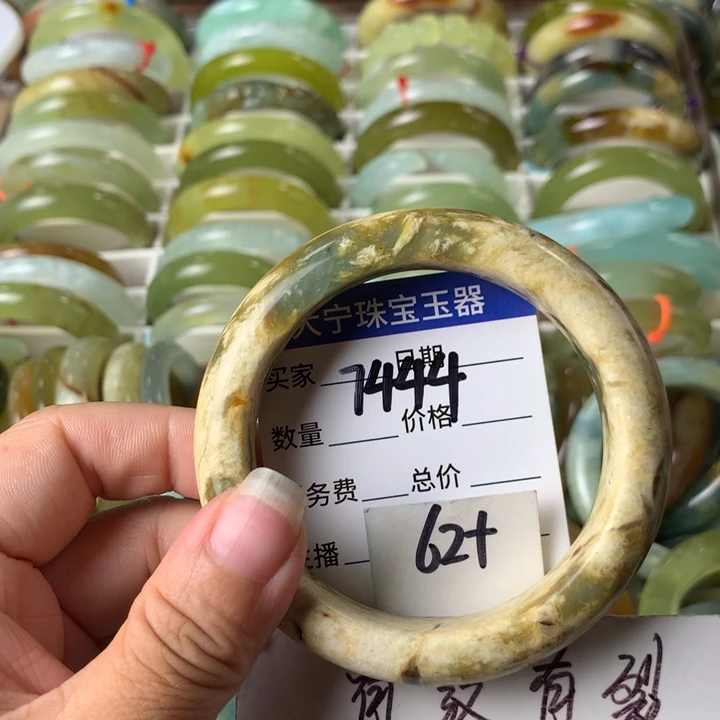 宁珠宝玉器
买家 日期
7444
数量 价格
务费 总价
62+
播
有裂